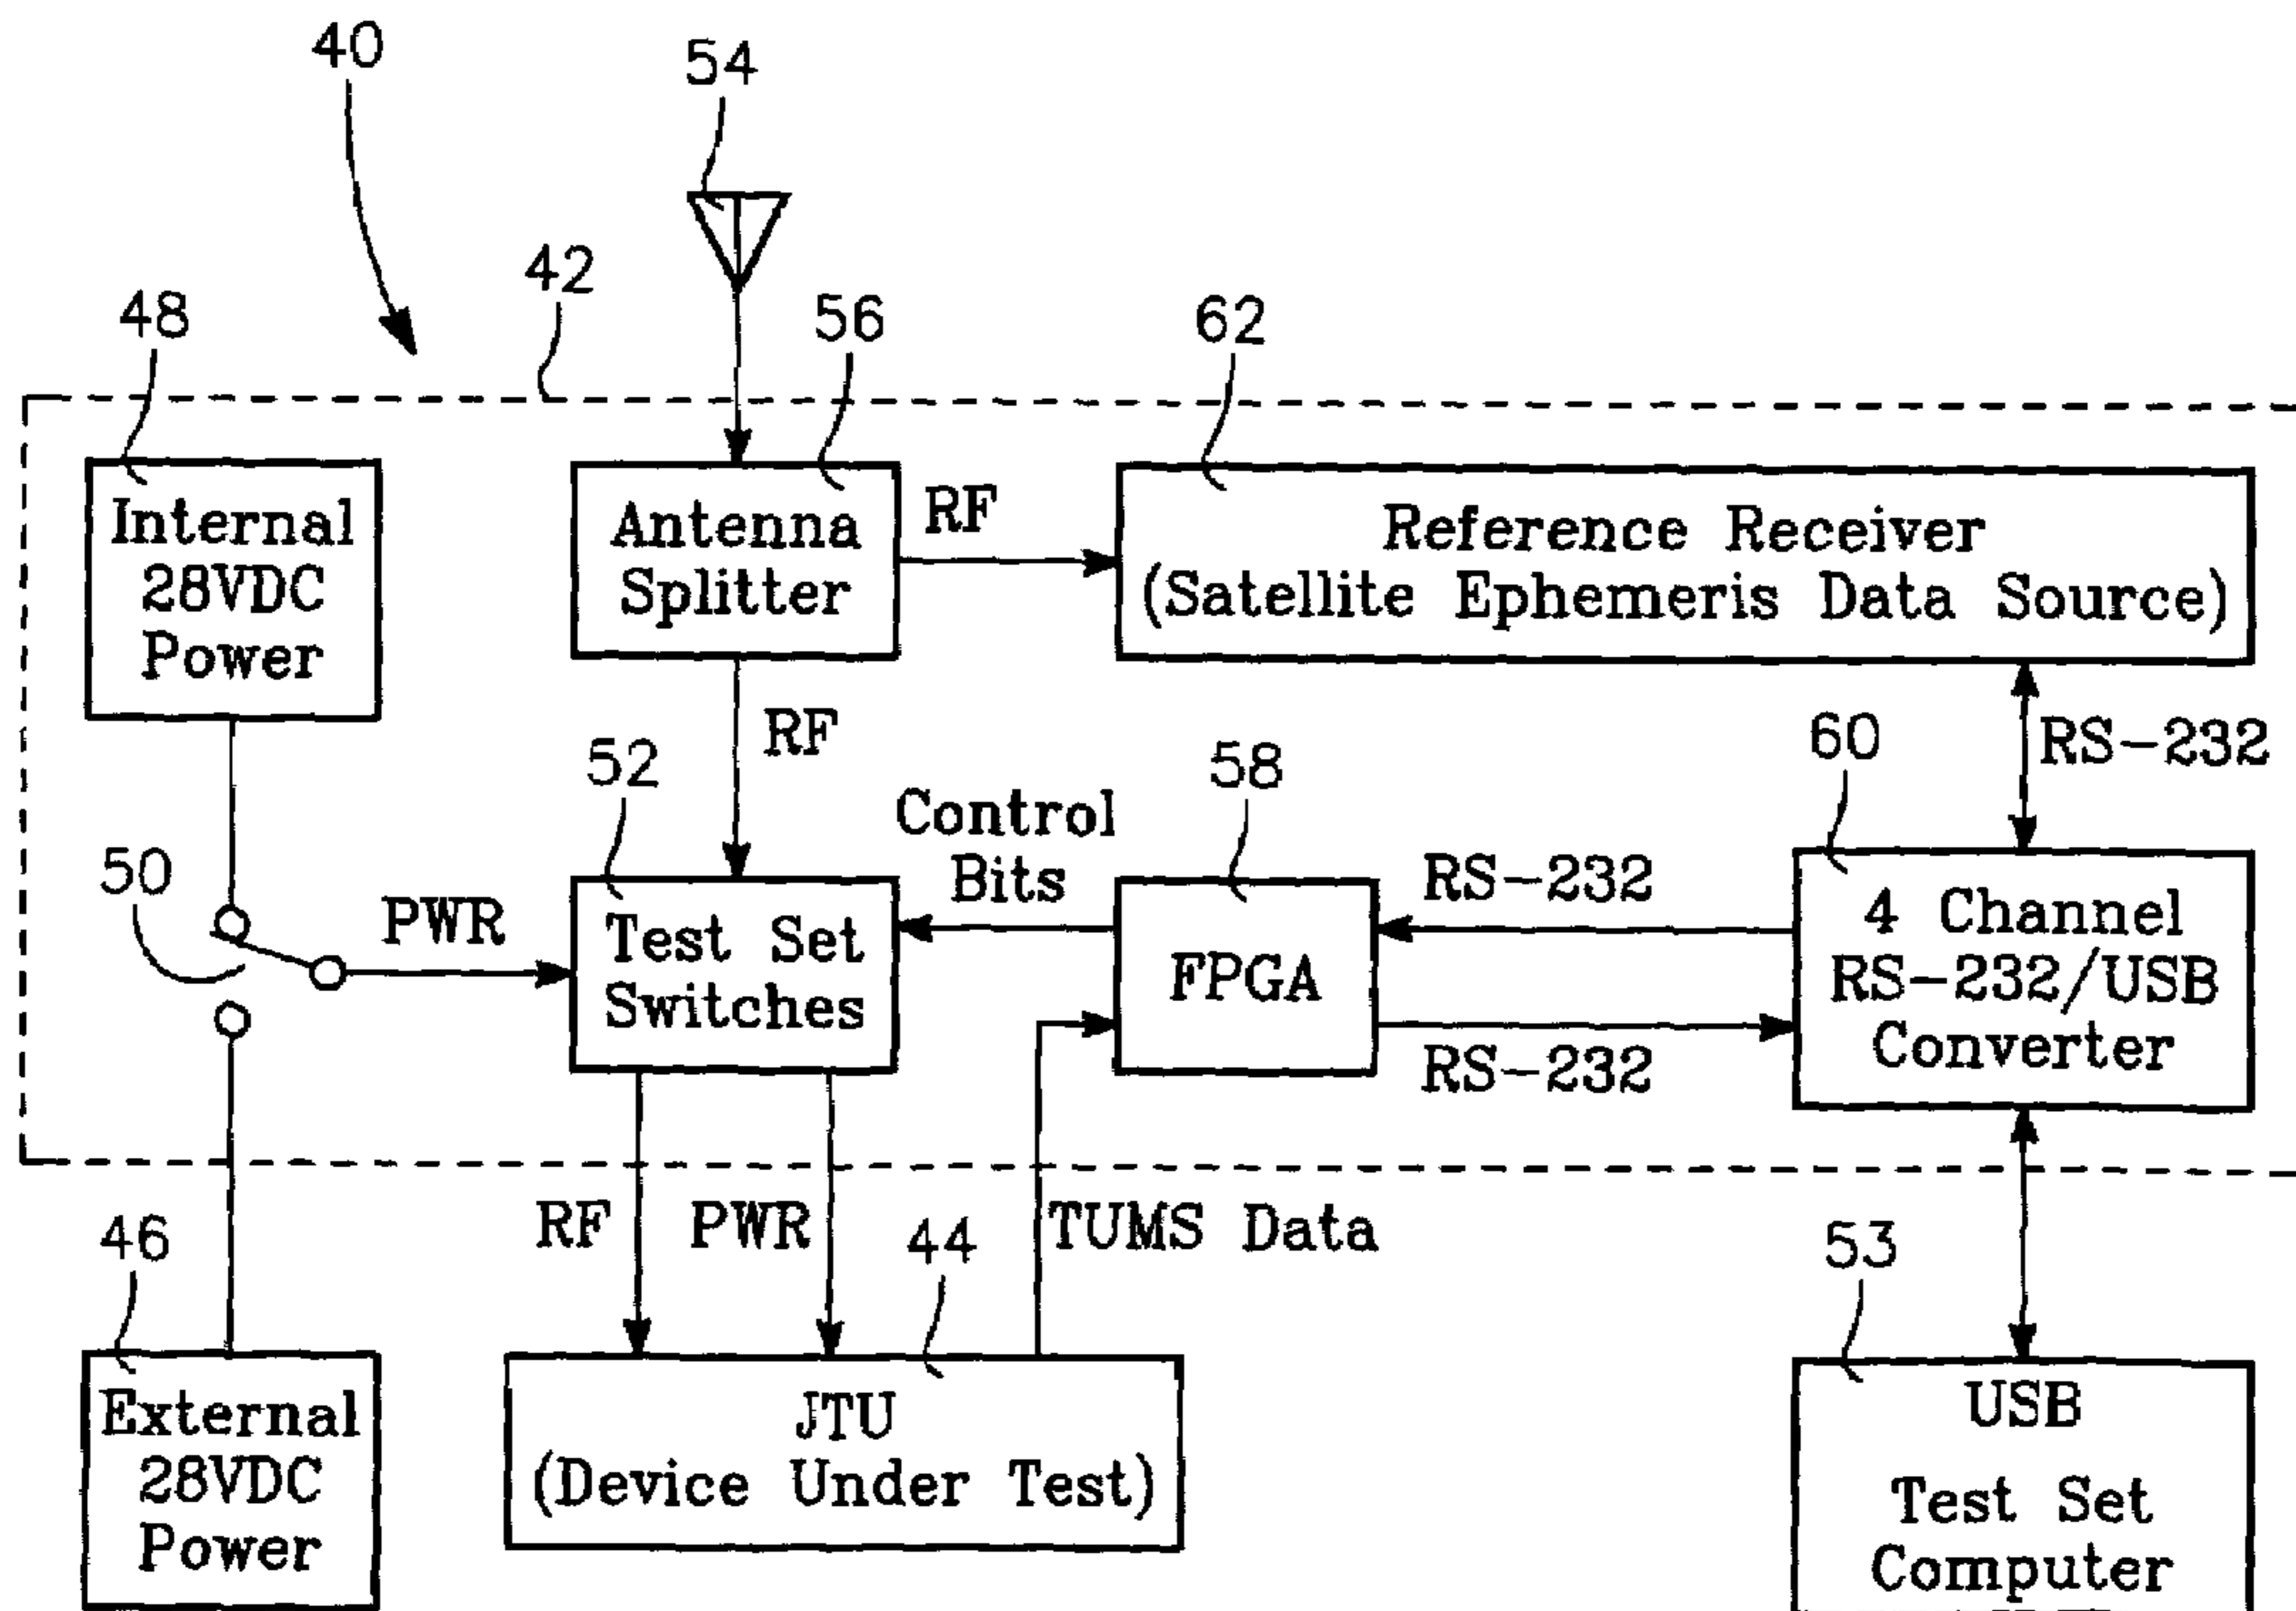 40
54
42
48
56
62
Internal
28VDC
Power
Antenna
Splitter
RF
Reference Receiver
(Satellite Ephemeris Data Source)
RF
RS-232
52
58
60
Control
Bits
50
PWR
Test Set
Switches
FPGA
RS-232
RS-232
4 Channel
RS-232/USB
Converter
RF
PWR
TUMS Data
46
44
53
External
28VDC
Power
JTU
(Device Under Test)
USB
Test Set
Computer